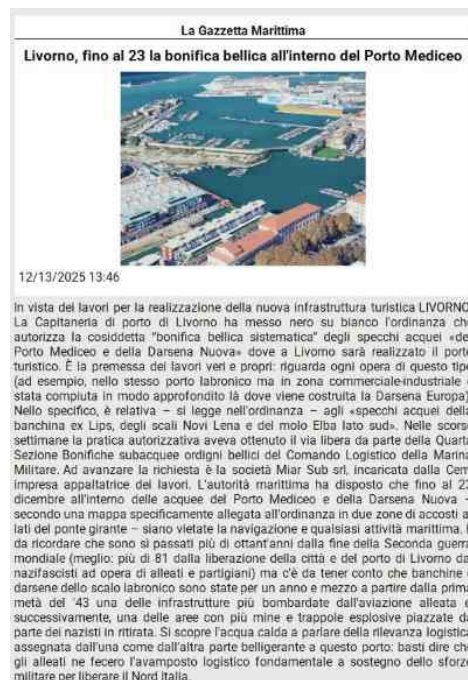 La Gazzetta Marittima
Livorno, fino al 23 la bonifica bellica all'interno del Porto Mediceo
12/13/2025 13:46
In vista dei lavori per la realizzazione della nuova infrastruttura turistica LIVORNO.
La Capitaneria di porto di Livorno ha messo nero su bianco l'ordinanza ch
autorizza la cosiddetta "bonifica bellica sistematica" degli specchi acquei «de
Porto Mediceo e della Darsena Nuova» dove a Livorno sarà realizzato il porto
turistico. È la premessa dei lavori veri e propri: riguarda ogni opera di questo tipo
(ad esempio, nello stesso porto labronico ma in zona commerciale-industriale
stata compiuta in modo approfondito là dove viene costruita la Darsena Europa)
Nello specifico, è relativa – si legge nell'ordinanza – agli «specchi acquei della
banchina ex Lips, degli scali Novi Lena e del molo Elba lato sud». Nelle scorse
settimane la pratica autorizzativa aveva ottenuto il via libera da parte della Quarta
Sezione Bonifiche subacquee ordigni bellici del Comando Logistico della Marina
Militare. Ad avanzare la richiesta è la società Miar Sub srl, incaricata dalla Cem
impresa appaltatrice dei lavori. L'autorità marittima ha disposto che fino al 23
dicembre all'interno delle acquee del Porto Mediceo e della Darsena Nuova –
secondo una mappa specificamente allegata all'ordinanza in due zone di accosti a
lati del ponte girante – siano vietate la navigazione e qualsiasi attività marittima.
da ricordare che sono sì passati più di ottant'anni dalla fine della Seconda guerra
mondiale (meglio: più di 81 dalla liberazione della città e del porto di Livorno da
nazifascisti ad opera di alleati e partigiani) ma c'è da tener conto che banchine e
darsene dello scalo labronico sono state per un anno e mezzo a partire dalla prima
metà del '43 una delle infrastrutture più bombardate dall'aviazione alleata e
successivamente, una delle aree con più mine e trappole esplosive piazzate da
parte dei nazisti in ritirata. Si scopre l'acqua calda a parlare della rilevanza logistica
assegnata dall'una come dall'altra parte belligerante a questo porto: basti dire che
gli alleati ne fecero l'avamposto logistico fondamentale a sostegno dello sforzo
militare per liberare il Nord Italia.